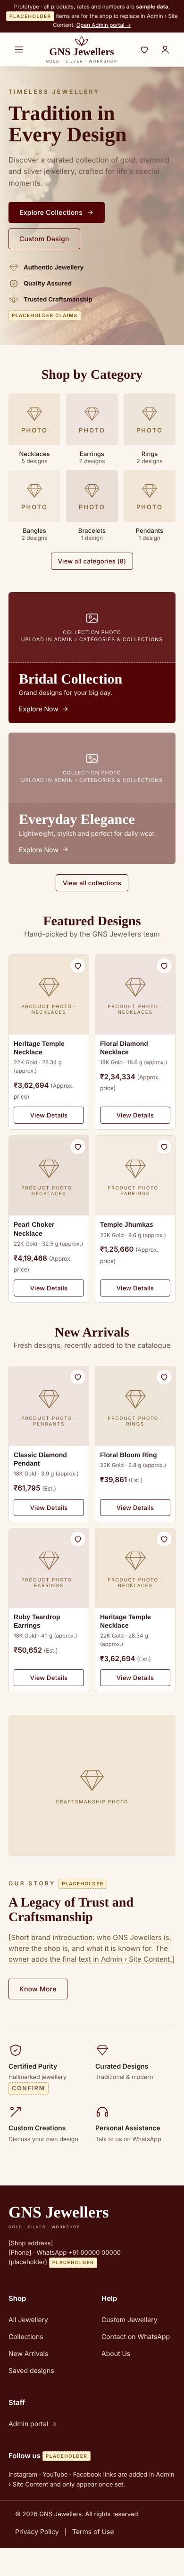 Prototype · all products, rates and numbers are sample data;
PLACEHOLDER items are for the shop to replace in Admin › Site
Content. Open Admin portal →
GNS Jewellers
GOLD · SILVER · WORKSHOP
TIMELESS JEWELLERY
Tradition in
Every Design
Discover a curated collection of gold, diamond
and silver jewellery, crafted for life's special
moments.
Explore Collections →
Custom Design
Authentic Jewellery
Quality Assured
Trusted Craftsmanship
PLACEHOLDER CLAIMS
Shop by Category
PHOTO PHOTO PHOTO
Necklaces Earrings Rings
5 designs 2 designs 2 designs
PHOTO PHOTO PHOTO
Bangles Bracelets Pendants
2 designs 1 design 1 design
View all categories (8)
COLLECTION PHOTO
UPLOAD IN ADMIN › CATEGORIES & COLLECTIONS
Bridal Collection
Grand designs for your big day.
Explore Now →
COLLECTION PHOTO
UPLOAD IN ADMIN › CATEGORIES & COLLECTIONS
Everyday Elegance
Lightweight, stylish and perfect for daily wear.
Explore Now →
View all collections
Featured Designs
Hand-picked by the GNS Jewellers team
PRODUCT PHOTO ·
NECKLACES
Heritage Temple
Necklace
22K Gold · 28.34 g
(approx.)
₹3,62,694 (Approx.
price)
View Details
PRODUCT PHOTO ·
NECKLACES
Floral Diamond
Necklace
18K Gold · 18.6 g (approx.)
₹2,34,334 (Approx.
price)
View Details
PRODUCT PHOTO ·
NECKLACES
Pearl Choker
Necklace
22K Gold · 32.5 g (approx.)
₹4,19,468 (Approx.
price)
View Details
PRODUCT PHOTO ·
EARRINGS
Temple Jhumkas
22K Gold · 9.6 g (approx.)
₹1,25,660 (Approx.
price)
View Details
New Arrivals
Fresh designs, recently added to the catalogue
PRODUCT PHOTO ·
PENDANTS
Classic Diamond
Pendant
18K Gold · 3.9 g (approx.)
₹61,795 (Est.)
View Details
PRODUCT PHOTO ·
RINGS
Floral Bloom Ring
22K Gold · 2.8 g (approx.)
₹39,861 (Est.)
View Details
PRODUCT PHOTO ·
EARRINGS
Ruby Teardrop
Earrings
18K Gold · 4.1 g (approx.)
₹50,652 (Est.)
View Details
PRODUCT PHOTO ·
NECKLACES
Heritage Temple
Necklace
22K Gold · 28.34 g
(approx.)
₹3,62,694 (Est.)
View Details
CRAFTSMANSHIP PHOTO
OUR STORY PLACEHOLDER
A Legacy of Trust and
Craftsmanship
[Short brand introduction: who GNS Jewellers is,
where the shop is, and what it is known for. The
owner adds the final text in Admin › Site Content.]
Know More
Certified Purity
Hallmarked jewellery
CONFIRM
Curated Designs
Traditional & modern
Custom Creations
Discuss your own design
Personal Assistance
Talk to us on WhatsApp
GNS Jewellers
GOLD · SILVER · WORKSHOP
[Shop address]
[Phone] · WhatsApp +91 00000 00000
(placeholder) PLACEHOLDER
Shop
All Jewellery
Collections
New Arrivals
Saved designs
Help
Custom Jewellery
Contact on WhatsApp
About Us
Staff
Admin portal →
Follow us PLACEHOLDER
Instagram · YouTube · Facebook links are added in Admin
› Site Content and only appear once set.
© 2026 GNS Jewellers. All rights reserved.
Privacy Policy | Terms of Use